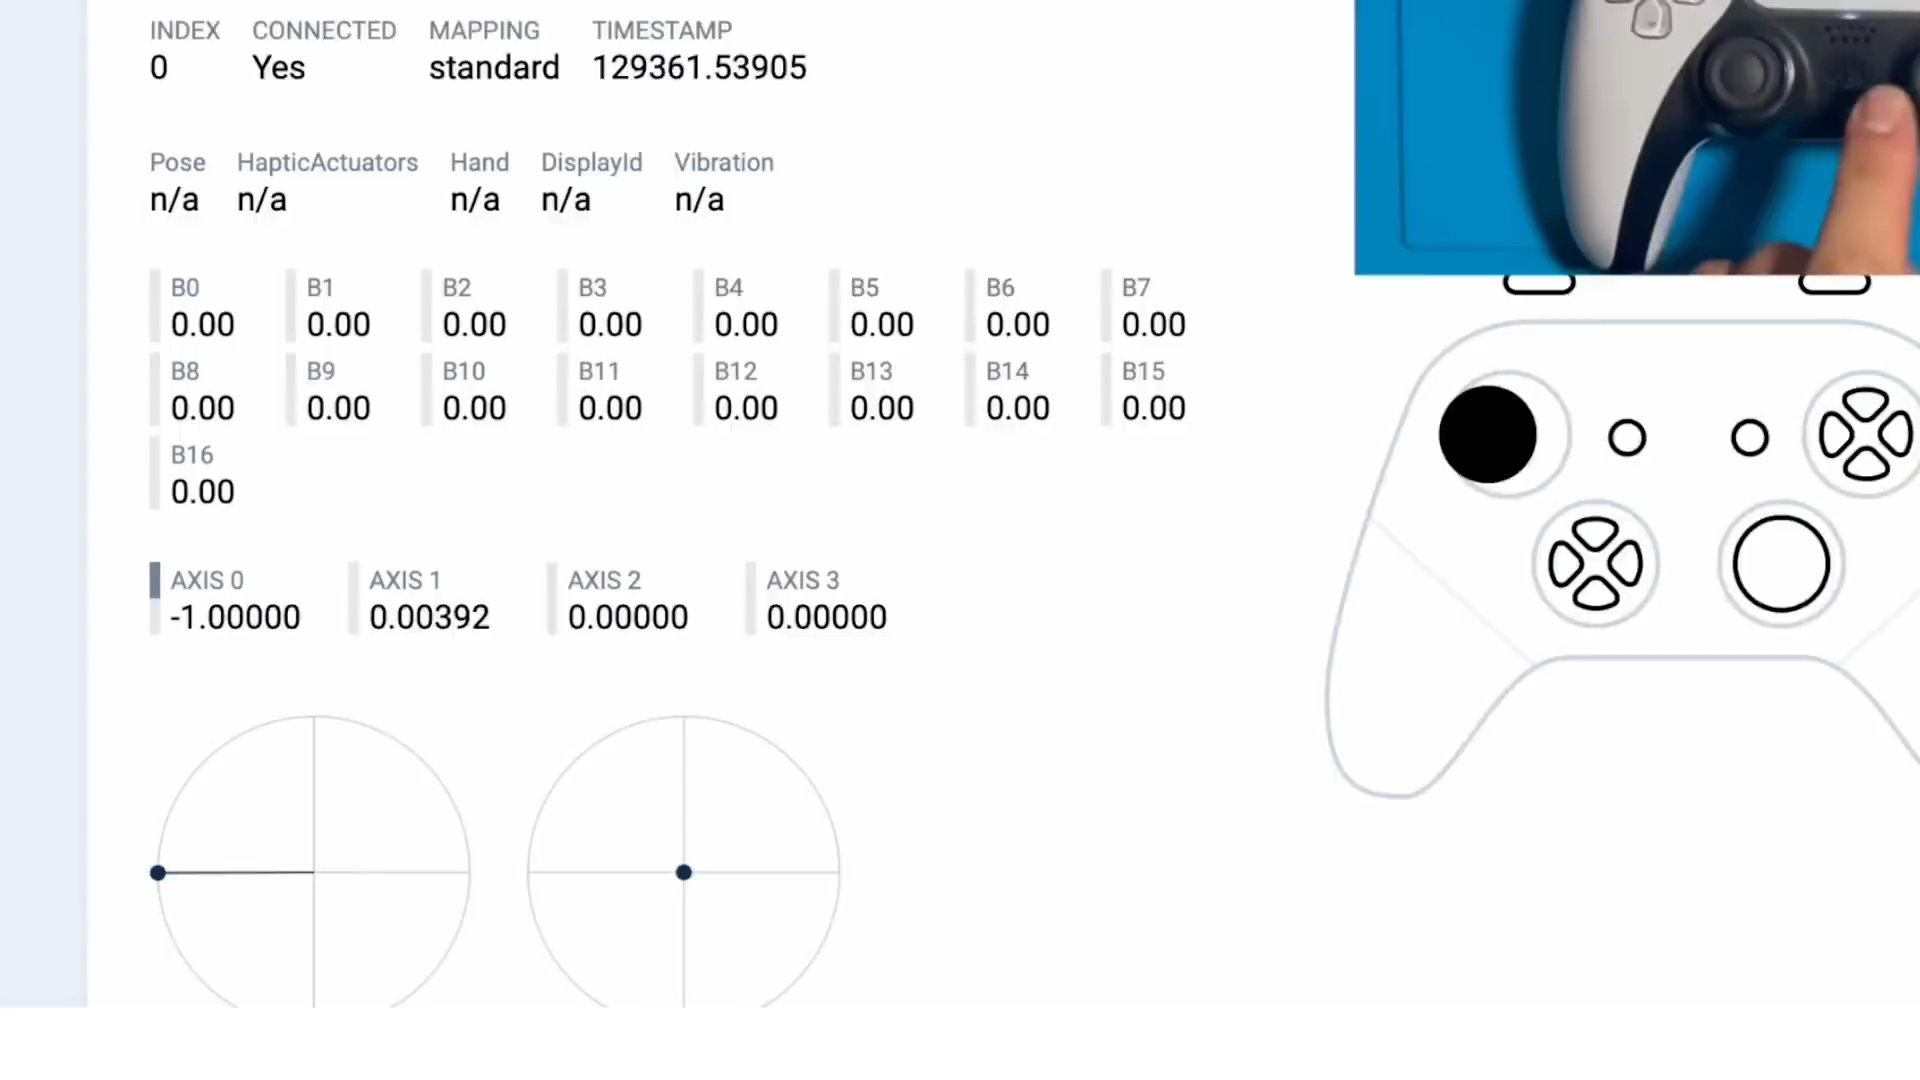 INDEX CONNECTED MAPPING TIMESTAMP
0 Yes standard 129361.53905
Pose HapticActuators Hand DisplayId Vibration
n/a n/a n/a n/a n/a
B0 B1 B2 B3 B4 B5 B6 B7
0.00 0.00 0.00 0.00 0.00 0.00 0.00 0.00
B8 B9 B10 B11 B12 B13 B14 B15
0.00 0.00 0.00 0.00 0.00 0.00 0.00 0.00
B16
0.00
AXIS 0 AXIS 1 AXIS 2 AXIS 3
-1.00000 0.00392 0.00000 0.00000